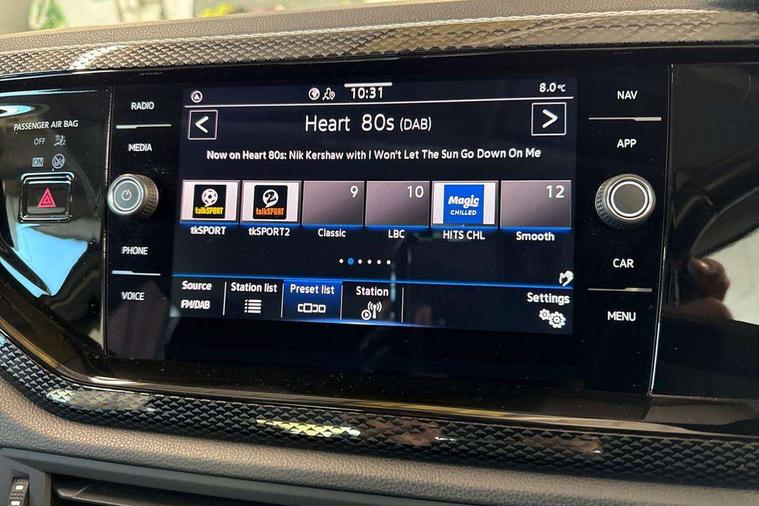 RADIO
MEDIA
PHONE
VOICE
PASSENGER AIR BAG
OFF
ON
10:31
8.0°C
Heart 80s (DAB)
Now on Heart 80s: Nik Kershaw with I Won't Let The Sun Go Down On Me
talkSPORT
talkSPORT
2
9
10
Magic
CHILLED
12
tkSPORT
tkSPORT2
Classic
LBC
HITS CHL
Smooth
Source
FM/DAB
Station list
Preset list
Station
Settings
NAV
APP
CAR
MENU